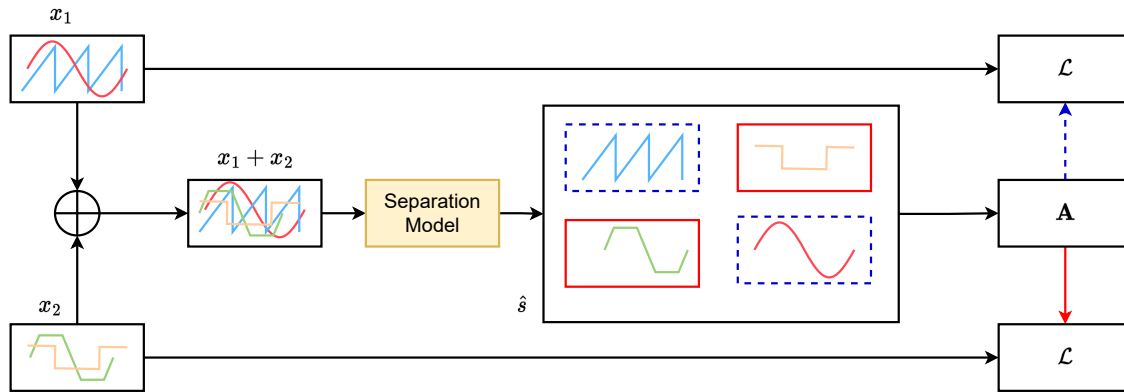 x₁
ℒ
x₁ + x₂
Separation
Model
A
ŝ
x₂
ℒ